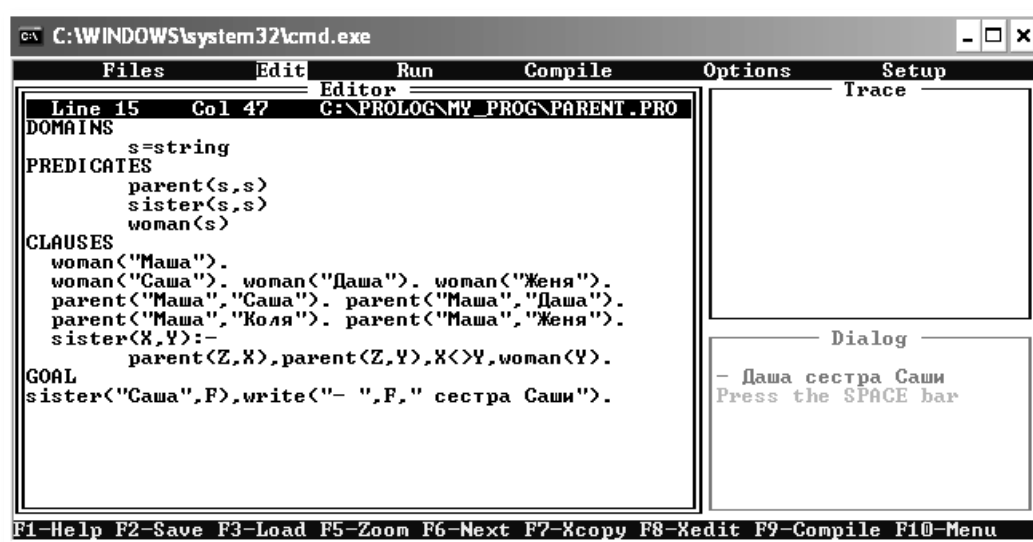 C:\WINDOWS\system32\cmd.exe
Files Edit Run Compile Options Setup
Editor
Line 15 Col 47 C:\PROLOG\MY_PROG\PARENT.PRO
DOMAINS
s=string
PREDICATES
parent(s,s)
sister(s,s)
woman(s)
CLAUSES
woman("Маша").
woman("Саша"). woman("Даша"). woman("Женя").
parent("Маша","Саша"). parent("Маша","Даша").
parent("Маша","Коля"). parent("Маша","Женя").
sister(X,Y):-
parent(Z,X),parent(Z,Y),X<>Y,woman(Y).
GOAL
sister("Саша",F),write("- ",F," сестра Саши").
Trace
Dialog
- Даша сестра Саши
Press the SPACE bar
F1-Help F2-Save F3-Load F5-Zoom F6-Next F7-Xcopy F8-Xedit F9-Compile F10-Menu